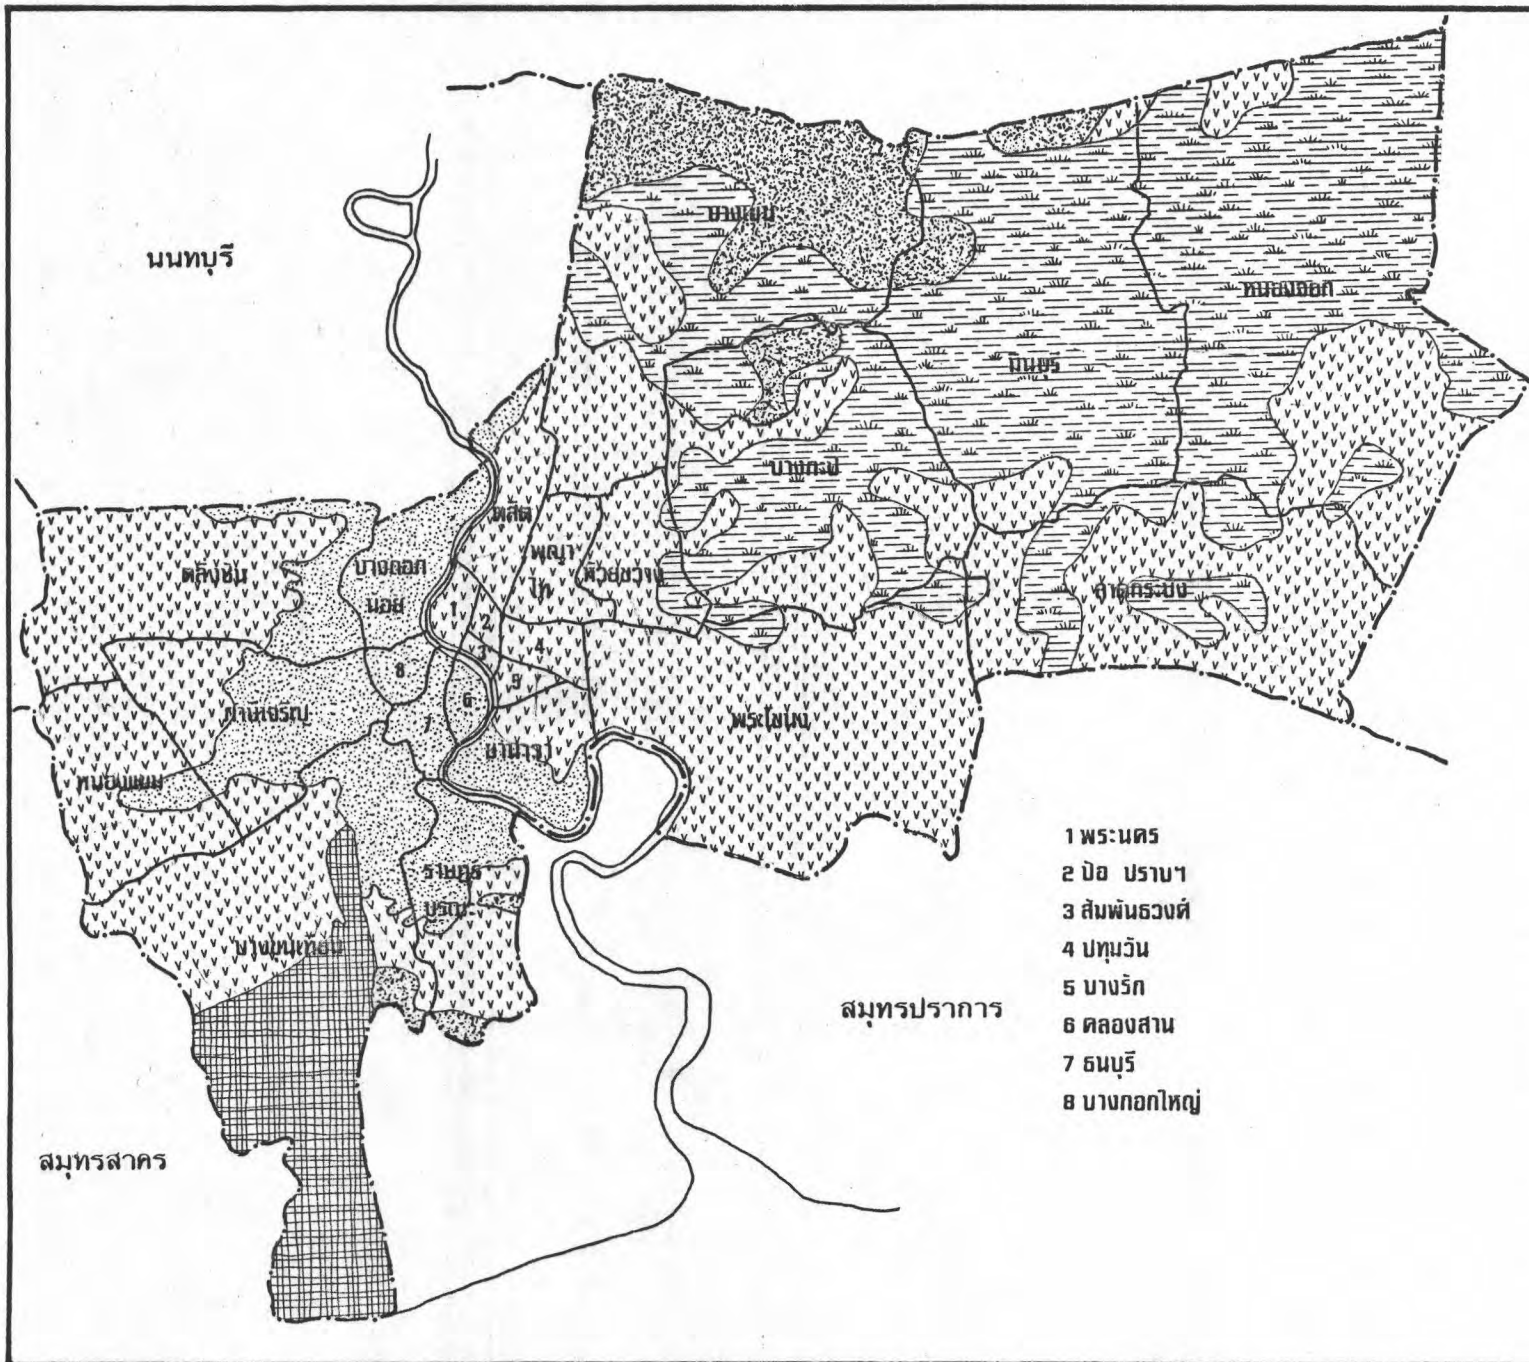 นนทบุรี
บางเขน
หนองจอก
มีนบุรี
บางกะปิ
ดุสิต
พญา
ไท
ห้วยขวาง
ตลิ่งชัน
บางกอก
น้อย
ลาดกระบัง
1
2
3
4
5
6
7
8
ภาษีเจริญ
ยานนาวา
พระโขนง
หนองแขม
ราษฎร์
บูรณะ
บางขุนเทียน
1 พระนคร
2 ป้อ ปราบฯ
3 สัมพันธวงศ์
4 ปทุมวัน
5 บางรัก
6 คลองสาน
7 ธนบุรี
8 บางกอกใหญ่
สมุทรปราการ
สมุทรสาคร